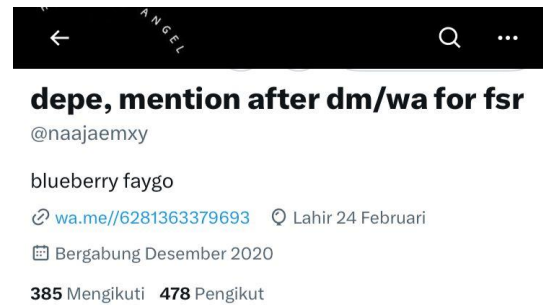 ANGEL
depe, mention after dm/wa for fsr
@naajaemxy
blueberry faygo
wa.me//6281363379693 Lahir 24 Februari
Bergabung Desember 2020
385 Mengikuti 478 Pengikut